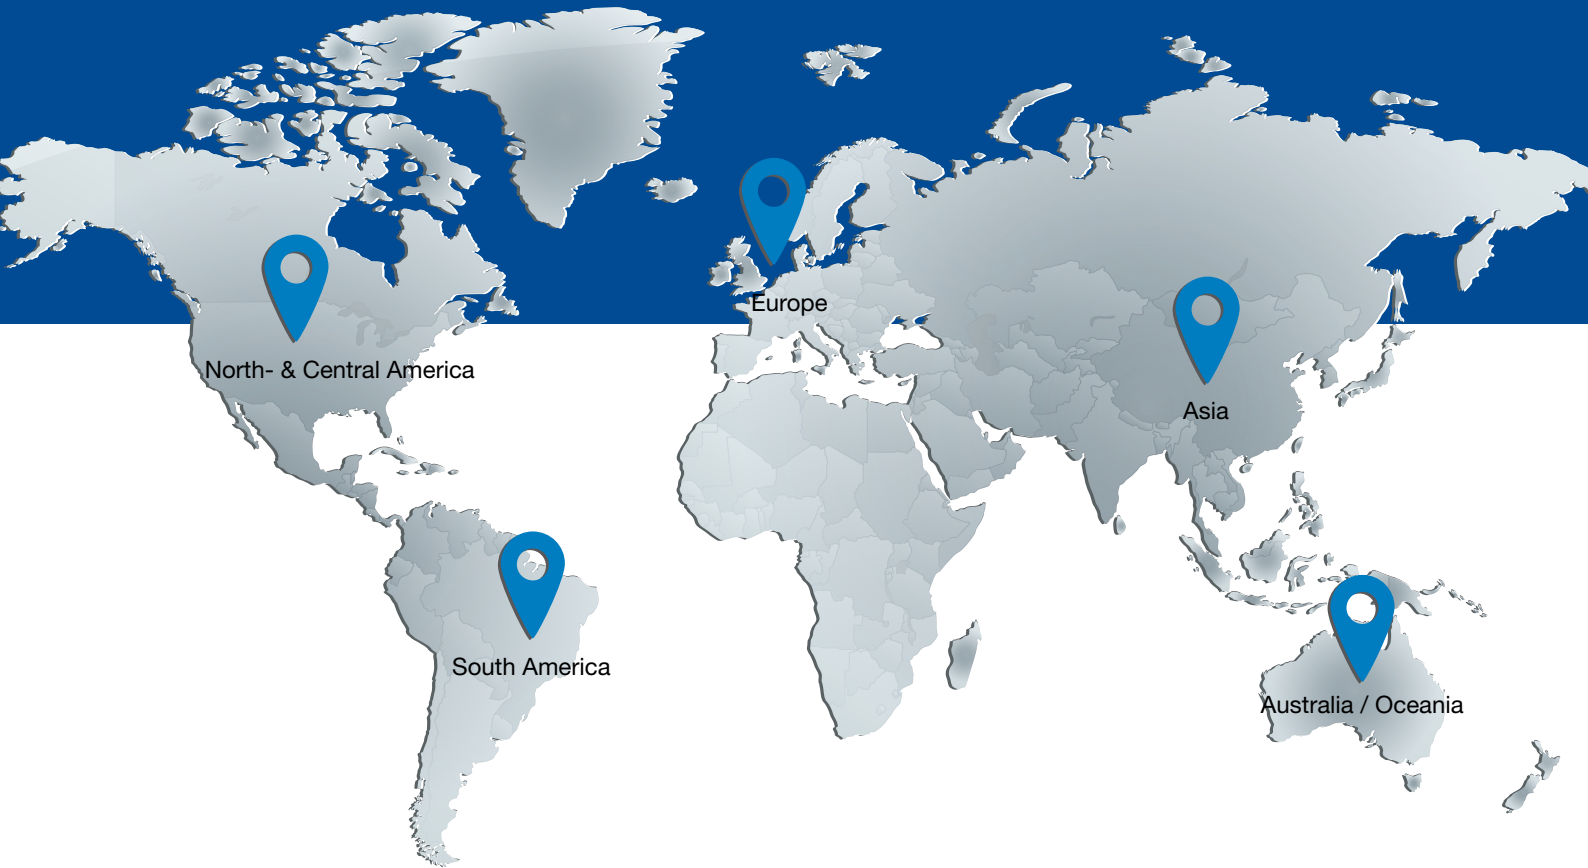 Europe
North- & Central America
Asia
South America
Australia / Oceania